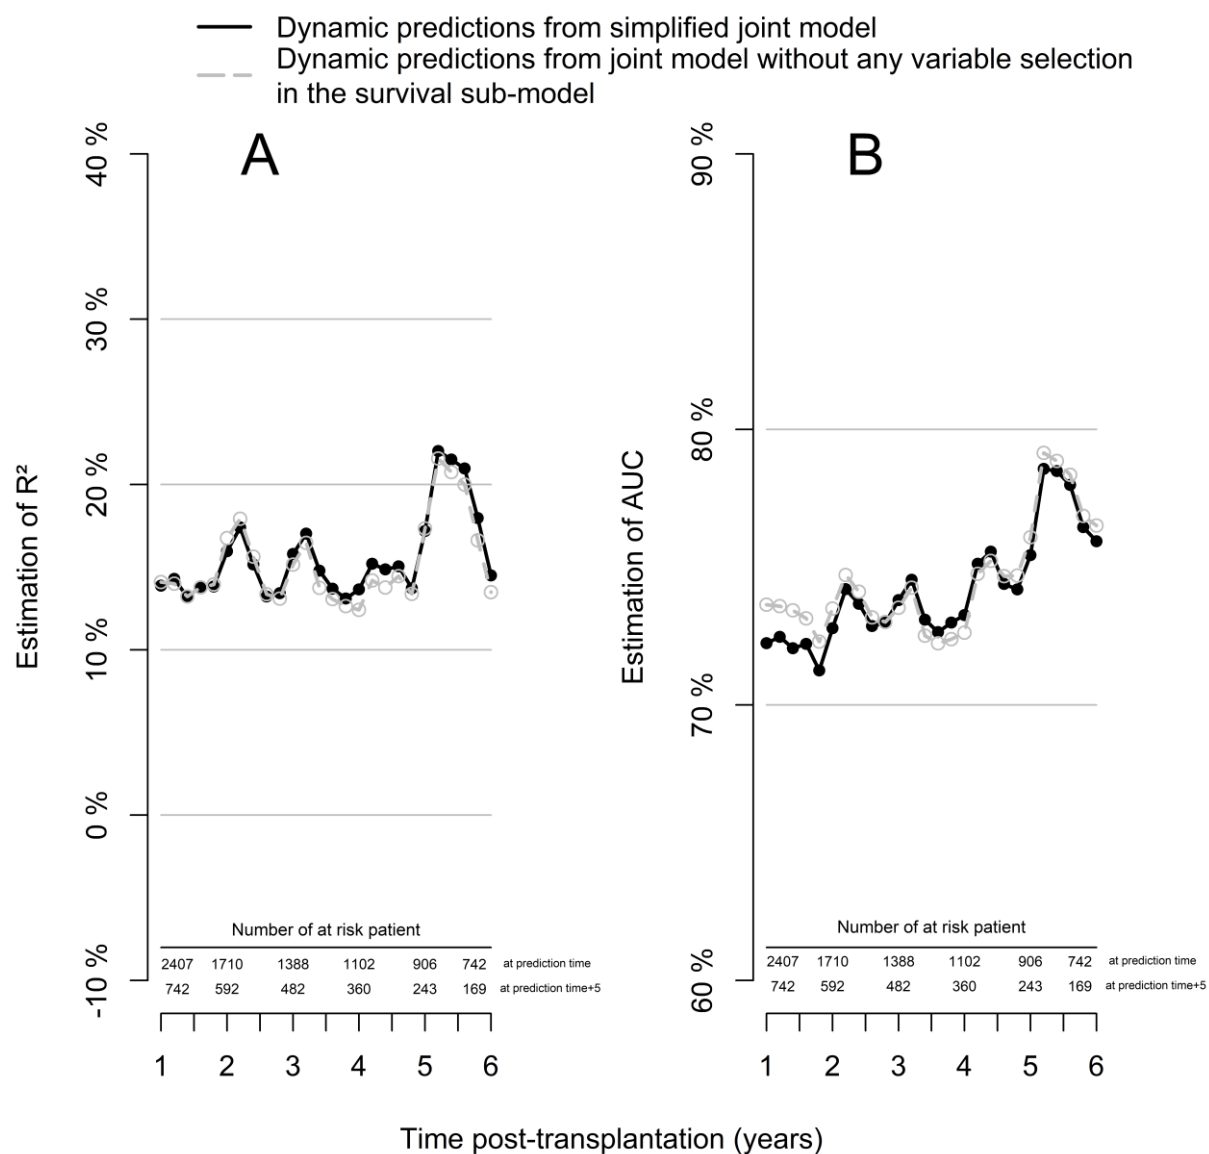 Dynamic predictions from simplified joint model
Dynamic predictions from joint model without any variable selection
in the survival sub-model
A
Estimation of R²
40 %
30 %
20 %
10 %
0 %
-10 %
Number of at risk patient
2407 1710 1388 1102 906 742 at prediction time
742 592 482 360 243 169 at prediction time+5
1 2 3 4 5 6
B
Estimation of AUC
90 %
80 %
70 %
60 %
Number of at risk patient
2407 1710 1388 1102 906 742 at prediction time
742 592 482 360 243 169 at prediction time+5
1 2 3 4 5 6
Time post-transplantation (years)